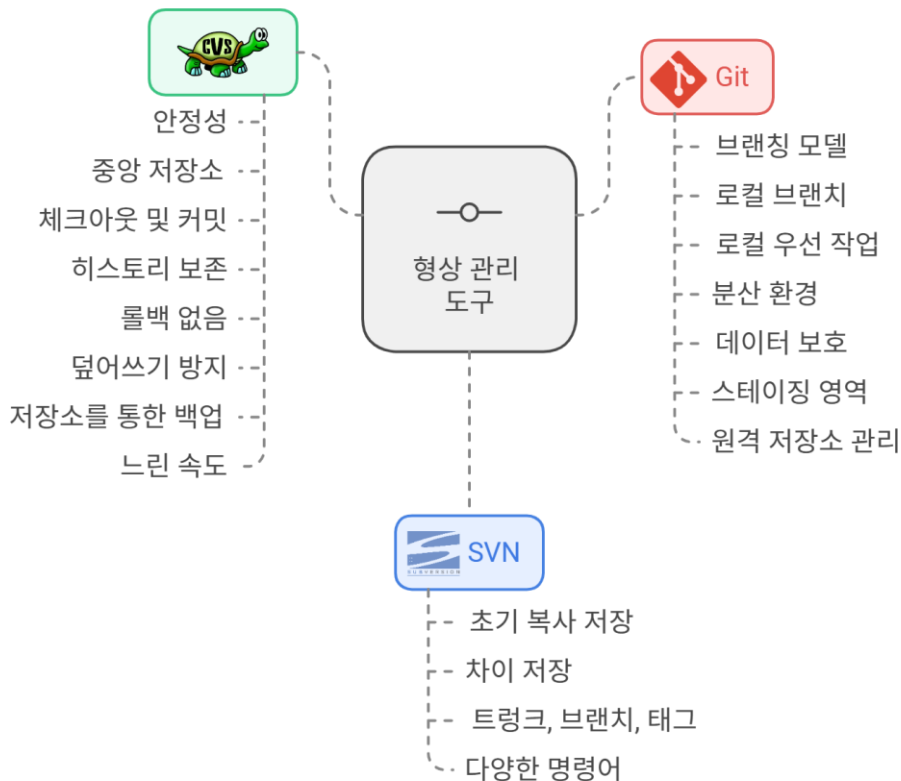 CVS
안정성
중앙 저장소
체크아웃 및 커밋
히스토리 보존
롤백 없음
덮어쓰기 방지
저장소를 통한 백업
느린 속도
형상 관리
도구
Git
브랜칭 모델
로컬 브랜치
로컬 우선 작업
분산 환경
데이터 보호
스테이징 영역
원격 저장소 관리
SUBVERSION
SVN
초기 복사 저장
차이 저장
트렁크, 브랜치, 태그
다양한 명령어